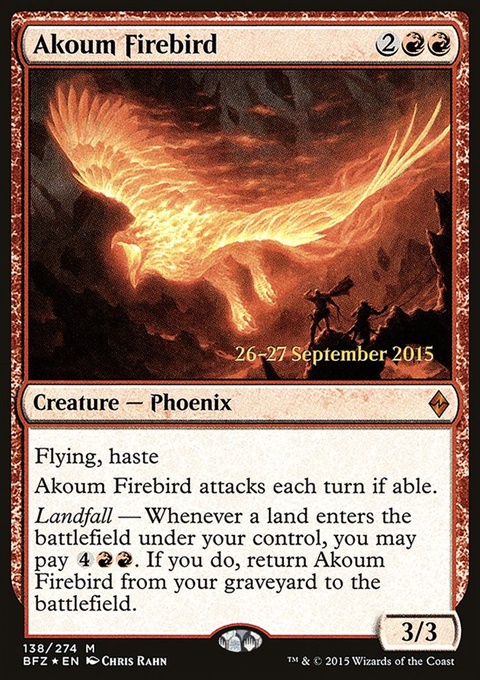 Akoum Firebird 2
26-27 September 2015
Creature — Phoenix
Flying, haste
Akoum Firebird attacks each turn if able.
Landfall — Whenever a land enters the
battlefield under your control, you may
pay 4. If you do, return Akoum
Firebird from your graveyard to the
battlefield.
3/3
138/274 M
BFZ ★ EN Chris Rahn
™ & © 2015 Wizards of the Coast